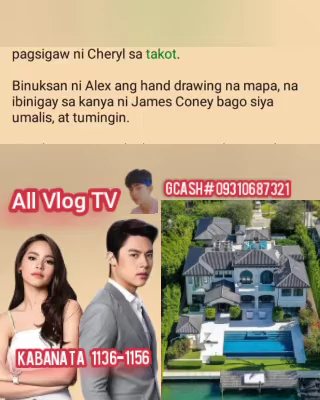 pagsigaw ni Cheryl sa takot.
Binuksan ni Alex ang hand drawing na mapa, na
ibinigay sa kanya ni James Coney bago siya
umalis, at tumingin.
All Vlog TV
GCASH#09310687321
KABANATA 1136-1156